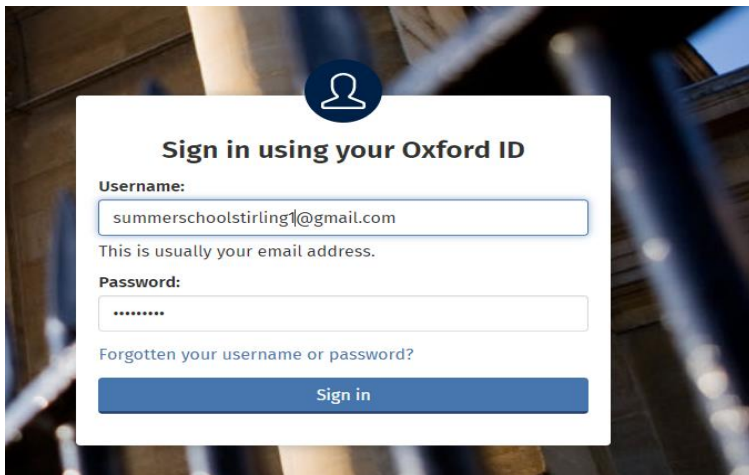 Sign in using your Oxford ID
Username:
summerschoolstirling1@gmail.com
This is usually your email address.
Password:
•••••••••
Forgotten your username or password?
Sign in